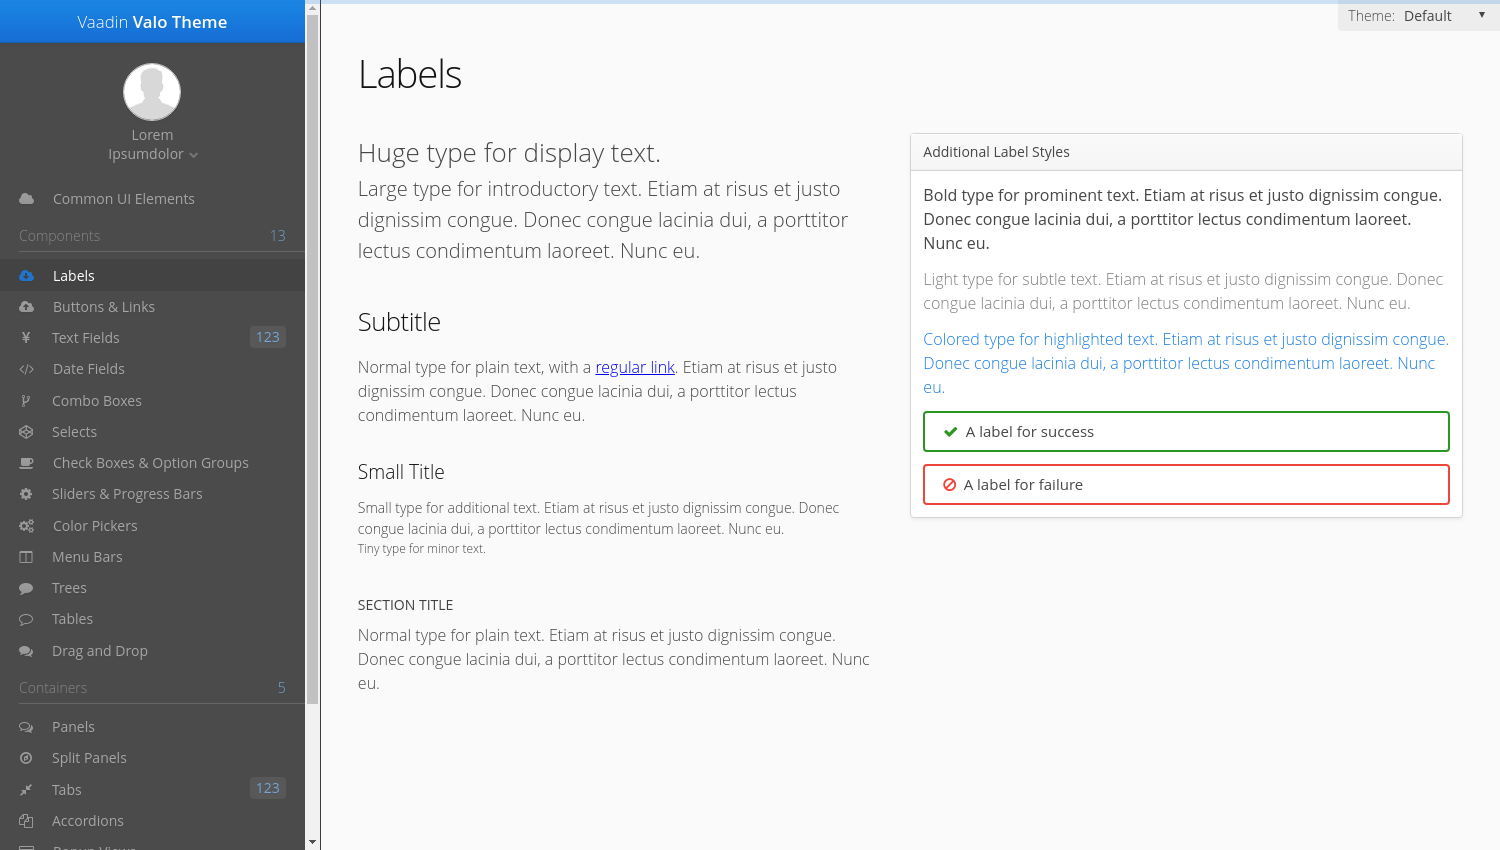 Vaadin Valo Theme
Lorem
Ipsumdolor
Common UI Elements
Components 13
Labels
Buttons & Links
Text Fields 123
Date Fields
Combo Boxes
Selects
Check Boxes & Option Groups
Sliders & Progress Bars
Color Pickers
Menu Bars
Trees
Tables
Drag and Drop
Containers 5
Panels
Split Panels
Tabs 123
Accordions
Popup Views
Theme: Default
Labels
Huge type for display text.
Large type for introductory text. Etiam at risus et justo
dignissim congue. Donec congue lacinia dui, a porttitor
lectus condimentum laoreet. Nunc eu.
Subtitle
Normal type for plain text, with a regular link. Etiam at risus et justo
dignissim congue. Donec congue lacinia dui, a porttitor lectus
condimentum laoreet. Nunc eu.
Small Title
Small type for additional text. Etiam at risus et justo dignissim congue. Donec
congue lacinia dui, a porttitor lectus condimentum laoreet. Nunc eu.
Tiny type for minor text.
SECTION TITLE
Normal type for plain text. Etiam at risus et justo dignissim congue.
Donec congue lacinia dui, a porttitor lectus condimentum laoreet. Nunc
eu.
Additional Label Styles
Bold type for prominent text. Etiam at risus et justo dignissim congue.
Donec congue lacinia dui, a porttitor lectus condimentum laoreet.
Nunc eu.
Light type for subtle text. Etiam at risus et justo dignissim congue. Donec
congue lacinia dui, a porttitor lectus condimentum laoreet. Nunc eu.
Colored type for highlighted text. Etiam at risus et justo dignissim congue.
Donec congue lacinia dui, a porttitor lectus condimentum laoreet. Nunc
eu.
A label for success
A label for failure